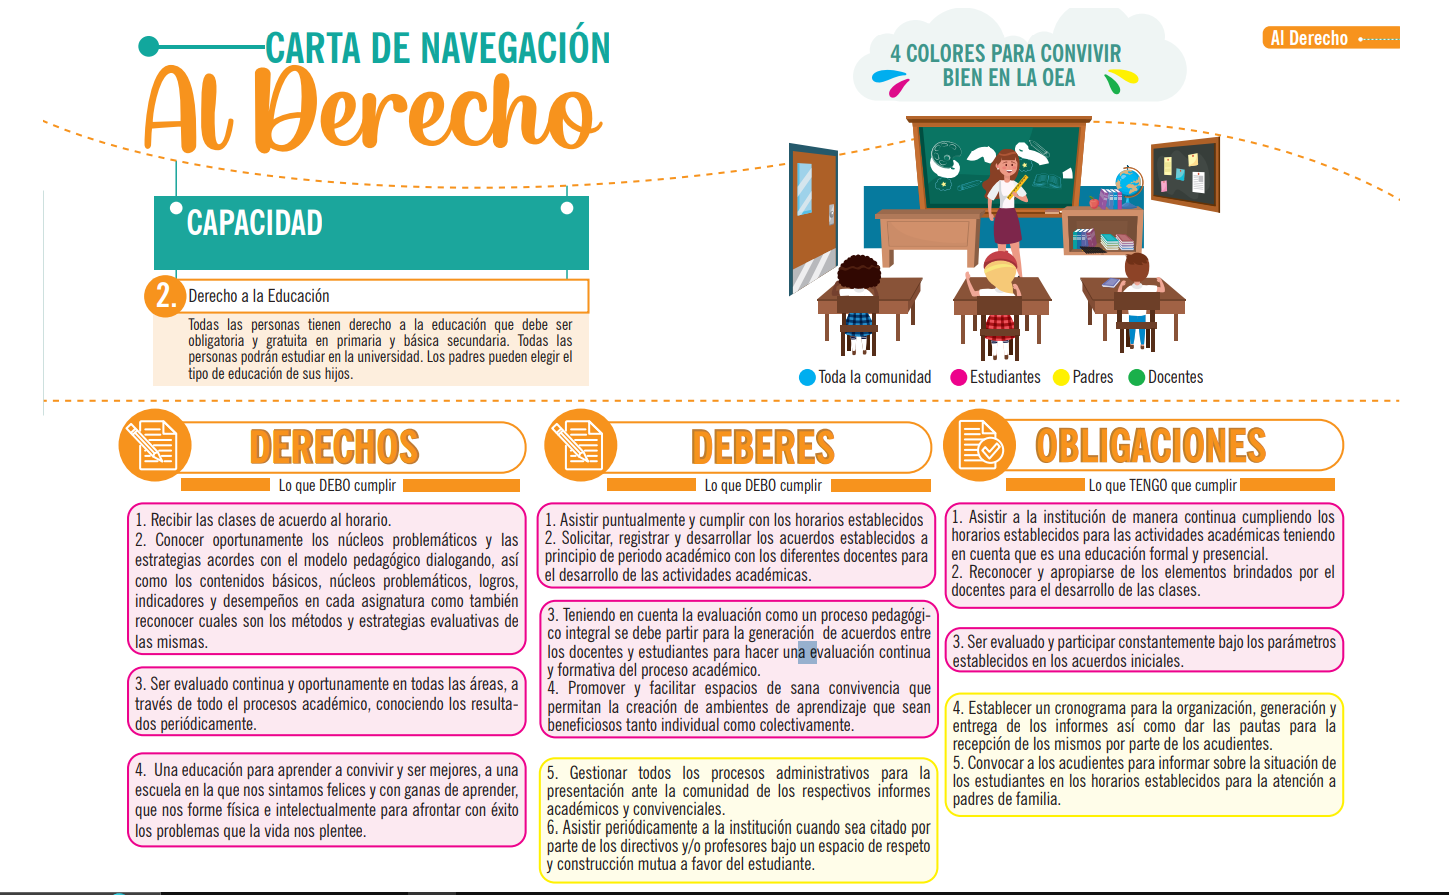 CARTA DE NAVEGACIÓN
Al Derecho
4 COLORES PARA CONVIVIR
BIEN EN LA OEA
Al Derecho
CAPACIDAD
2. Derecho a la Educación
Todas las personas tienen derecho a la educación que debe ser
obligatoria y gratuita en primaria y básica secundaria. Todas las
personas podrán estudiar en la universidad. Los padres pueden elegir el
tipo de educación de sus hijos.
Toda la comunidad Estudiantes Padres Docentes
DERECHOS
Lo que DEBO cumplir
1. Recibir las clases de acuerdo al horario.
2. Conocer oportunamente los núcleos problemáticos y las
estrategias acordes con el modelo pedagógico dialogando, así
como los contenidos básicos, núcleos problemáticos, logros,
indicadores y desempeños en cada asignatura como también
reconocer cuales son los métodos y estrategias evaluativas de
las mismas.
3. Ser evaluado continua y oportunamente en todas las áreas, a
través de todo el procesos académico, conociendo los resulta-
dos periódicamente.
4. Una educación para aprender a convivir y ser mejores, a una
escuela en la que nos sintamos felices y con ganas de aprender,
que nos forme física e intelectualmente para afrontar con éxito
los problemas que la vida nos plentee.
DEBERES
Lo que DEBO cumplir
1. Asistir puntualmente y cumplir con los horarios establecidos
2. Solicitar, registrar y desarrollar los acuerdos establecidos a
principio de periodo académico con los diferentes docentes para
el desarrollo de las actividades académicas.
3. Teniendo en cuenta la evaluación como un proceso pedagógi-
co integral se debe partir para la generación de acuerdos entre
los docentes y estudiantes para hacer una evaluación continua
y formativa del proceso académico.
4. Promover y facilitar espacios de sana convivencia que
permitan la creación de ambientes de aprendizaje que sean
beneficiosos tanto individual como colectivamente.
5. Gestionar todos los procesos administrativos para la
presentación ante la comunidad de los respectivos informes
académicos y convivenciales.
6. Asistir periódicamente a la institución cuando sea citado por
parte de los directivos y/o profesores bajo un espacio de respeto
y construcción mutua a favor del estudiante.
OBLIGACIONES
Lo que TENGO que cumplir
1. Asistir a la institución de manera continua cumpliendo los
horarios establecidos para las actividades académicas teniendo
en cuenta que es una educación formal y presencial.
2. Reconocer y apropiarse de los elementos brindados por el
docentes para el desarrollo de las clases.
3. Ser evaluado y participar constantemente bajo los parámetros
establecidos en los acuerdos iniciales.
4. Establecer un cronograma para la organización, generación y
entrega de los informes así como dar las pautas para la
recepción de los mismos por parte de los acudientes.
5. Convocar a los acudientes para informar sobre la situación de
los estudiantes en los horarios establecidos para la atención a
padres de familia.